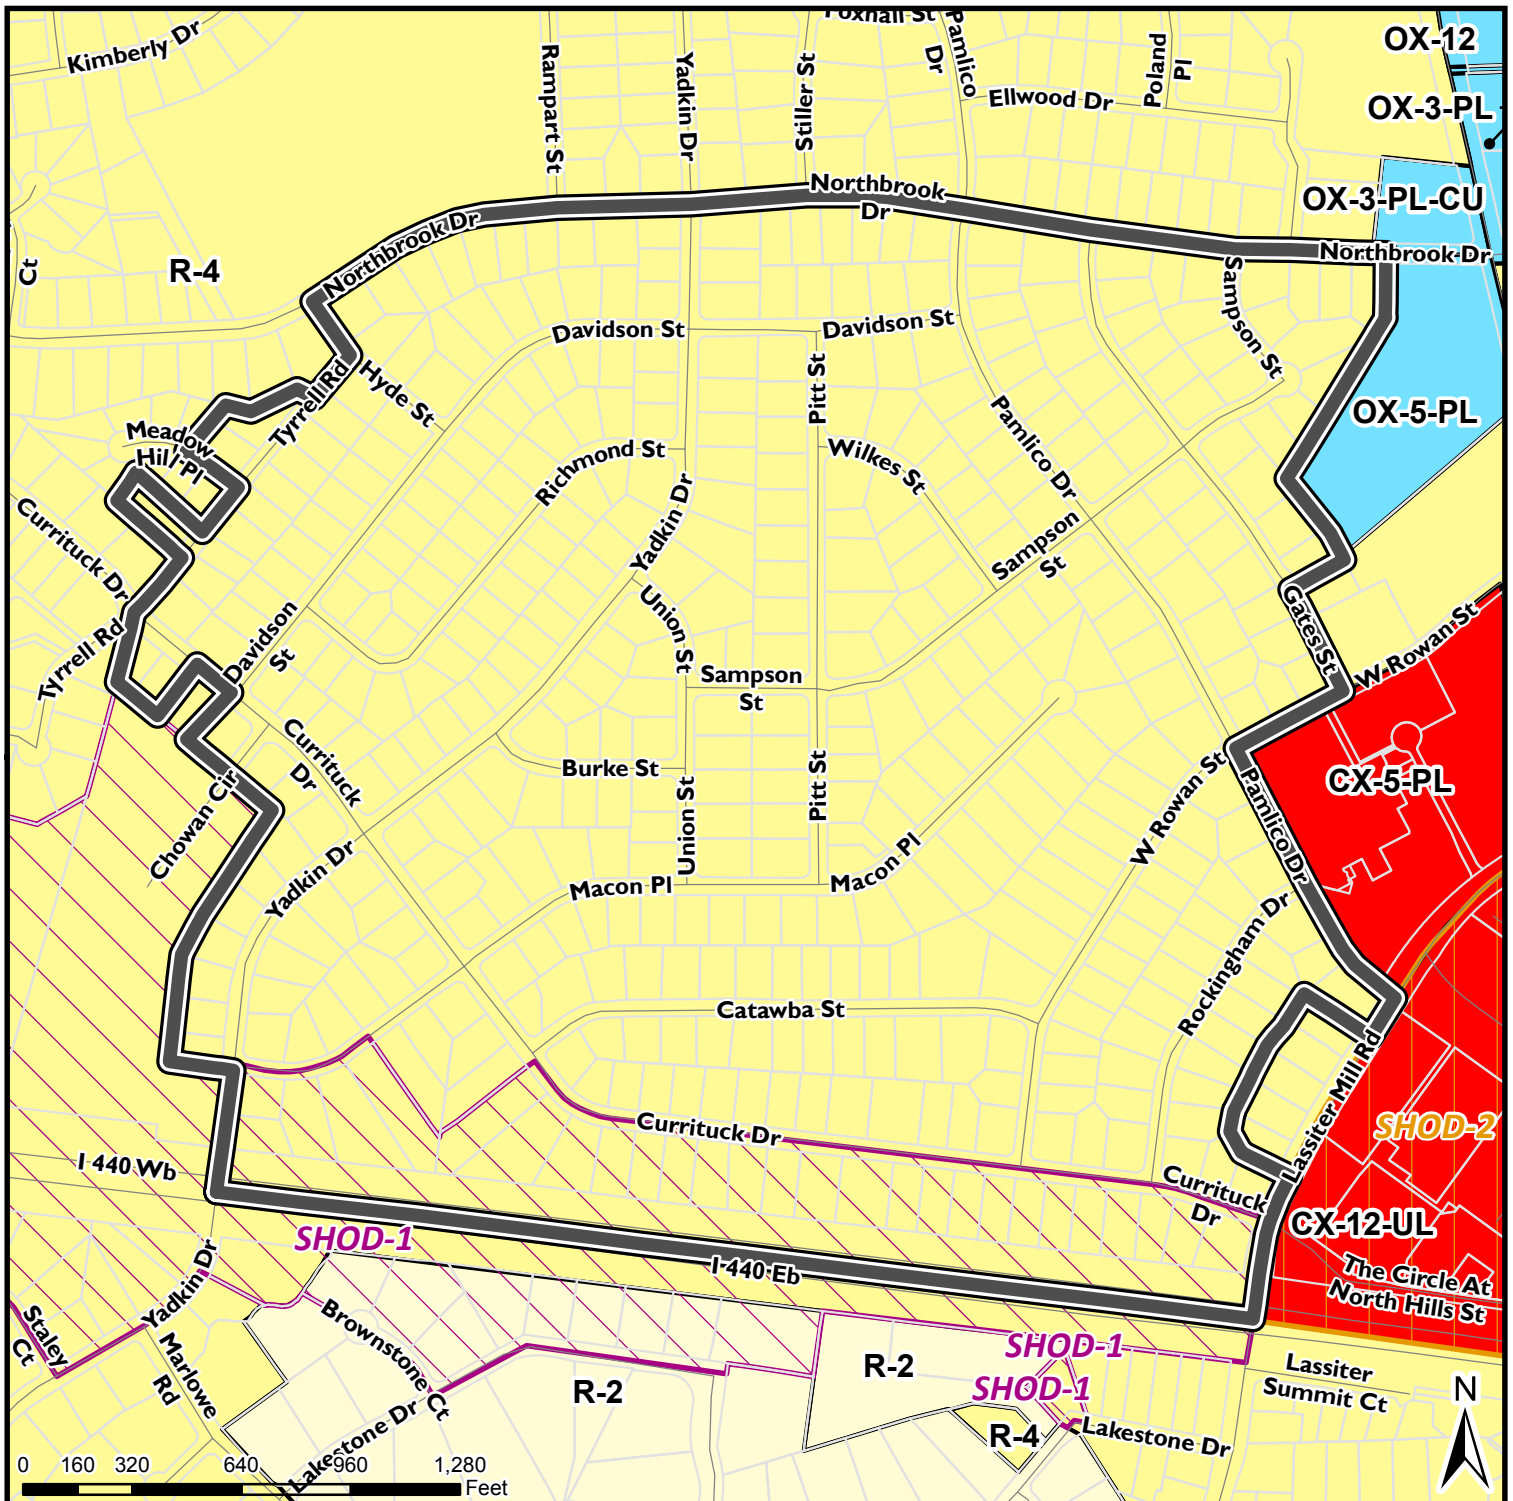 Foxhall St
Kimberly Dr
Rampart St
Yadkin Dr
Stiller St
Pamlico
Dr
Poland
Pl
Ellwood Dr
OX-12
OX-3-PL
OX-3-PL-CU
Northbrook
Dr
Northbrook Dr
Northbrook Dr
Ct
R-4
Sampson St
Davidson St
Davidson St
Pitt St
Hyde St
Tyrrell Rd
Meadow
Hill Pl
OX-5-PL
Pamlico Dr
Richmond St
Wilkes St
Yadkin Dr
Currituck Dr
Sampson
St
Union St
Gates St
Tyrrell Rd
Davidson
St
W Rowan St
Sampson
St
Currituck
Dr
Burke St
Union St
Pitt St
W Rowan St
CX-5-PL
Chowan Cir
Pamlico Dr
Yadkin Dr
Macon Pl
Macon Pl
Rockingham Dr
Catawba St
Lassiter Mill Rd
SHOD-2
Currituck Dr
I 440 Wb
Currituck
Dr
CX-12-UL
SHOD-1
I 440 Eb
The Circle At
North Hills St
Yadkin Dr
Staley
Ct
Marlowe
Rd
Brownstone Ct
SHOD-1
R-2
R-2
SHOD-1
Lassiter
Summit Ct
R-4
Lakestone Dr
Lakestone Dr
N
0 160 320 640 960 1,280
Feet